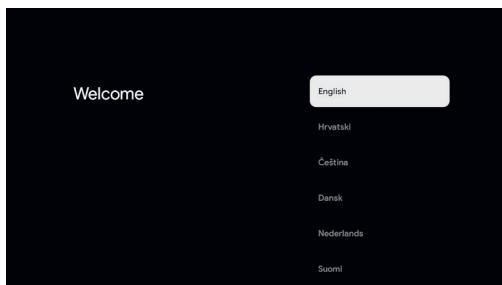 Welcome
English
Hrvatski
Čeština
Dansk
Nederlands
Suomi